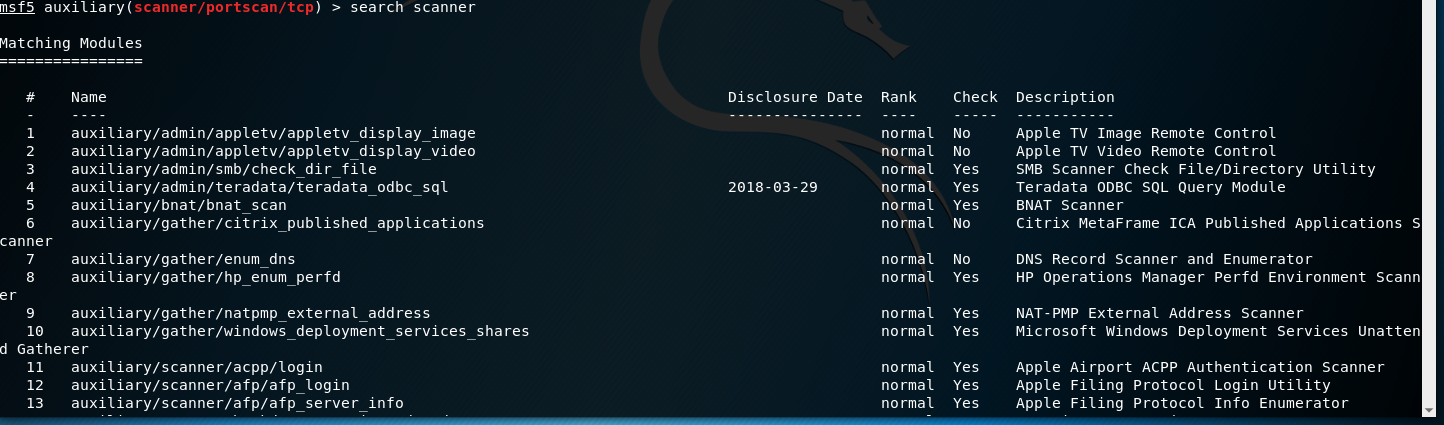 msf5 auxiliary(scanner/portscan/tcp) > search scanner
Matching Modules
================
# Name Disclosure Date Rank Check Description
- ---- --------------- ---- ----- -----------
1 auxiliary/admin/appletv/appletv_display_image normal No Apple TV Image Remote Control
2 auxiliary/admin/appletv/appletv_display_video normal No Apple TV Video Remote Control
3 auxiliary/admin/smb/check_dir_file normal Yes SMB Scanner Check File/Directory Utility
4 auxiliary/admin/teradata/teradata_odbc_sql 2018-03-29 normal Yes Teradata ODBC SQL Query Module
5 auxiliary/bnat/bnat_scan normal Yes BNAT Scanner
6 auxiliary/gather/citrix_published_applications normal No Citrix MetaFrame ICA Published Applications S
canner
7 auxiliary/gather/enum_dns normal No DNS Record Scanner and Enumerator
8 auxiliary/gather/hp_enum_perfd normal Yes HP Operations Manager Perfd Environment Scann
er
9 auxiliary/gather/natpmp_external_address normal Yes NAT-PMP External Address Scanner
10 auxiliary/gather/windows_deployment_services_shares normal Yes Microsoft Windows Deployment Services Unatten
d Gatherer
11 auxiliary/scanner/acpp/login normal Yes Apple Airport ACPP Authentication Scanner
12 auxiliary/scanner/afp/afp_login normal Yes Apple Filing Protocol Login Utility
13 auxiliary/scanner/afp/afp_server_info normal Yes Apple Filing Protocol Info Enumerator